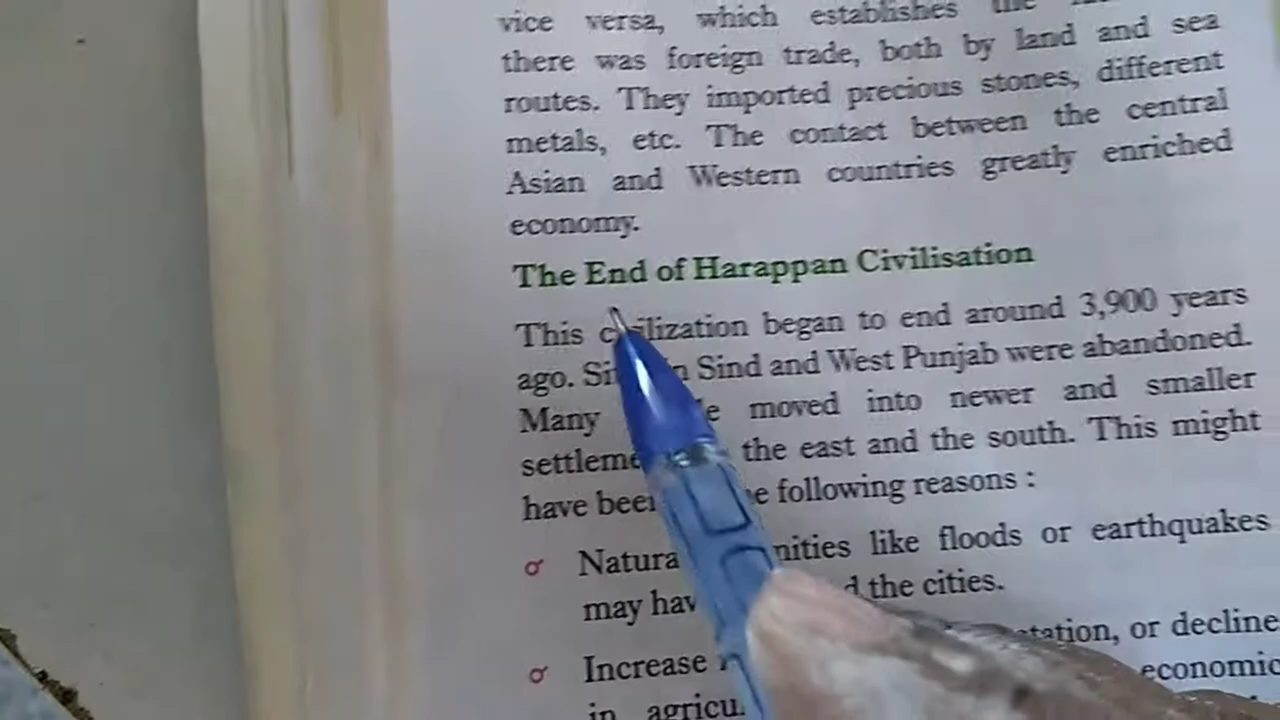 vice versa, which establishes the
there was foreign trade, both by land and sea
routes. They imported precious stones, different
metals, etc. The contact between the central
Asian and Western countries greatly enriched
economy.
The End of Harappan Civilisation
This civilization began to end around 3,900 years
ago. Sind and West Punjab were abandoned.
Many moved into newer and smaller
the east and the south. This might
have following reasons :
like floods or earthquakes
may the cities.
or decline
Increase economic
in